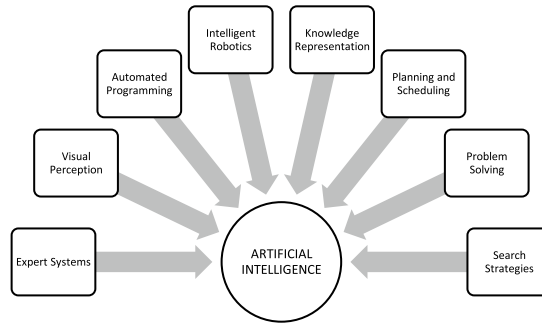 Intelligent
Robotics
Knowledge
Representation
Automated
Programming
Planning and
Scheduling
Visual
Perception
Problem
Solving
Expert Systems
ARTIFICIAL
INTELLIGENCE
Search
Strategies